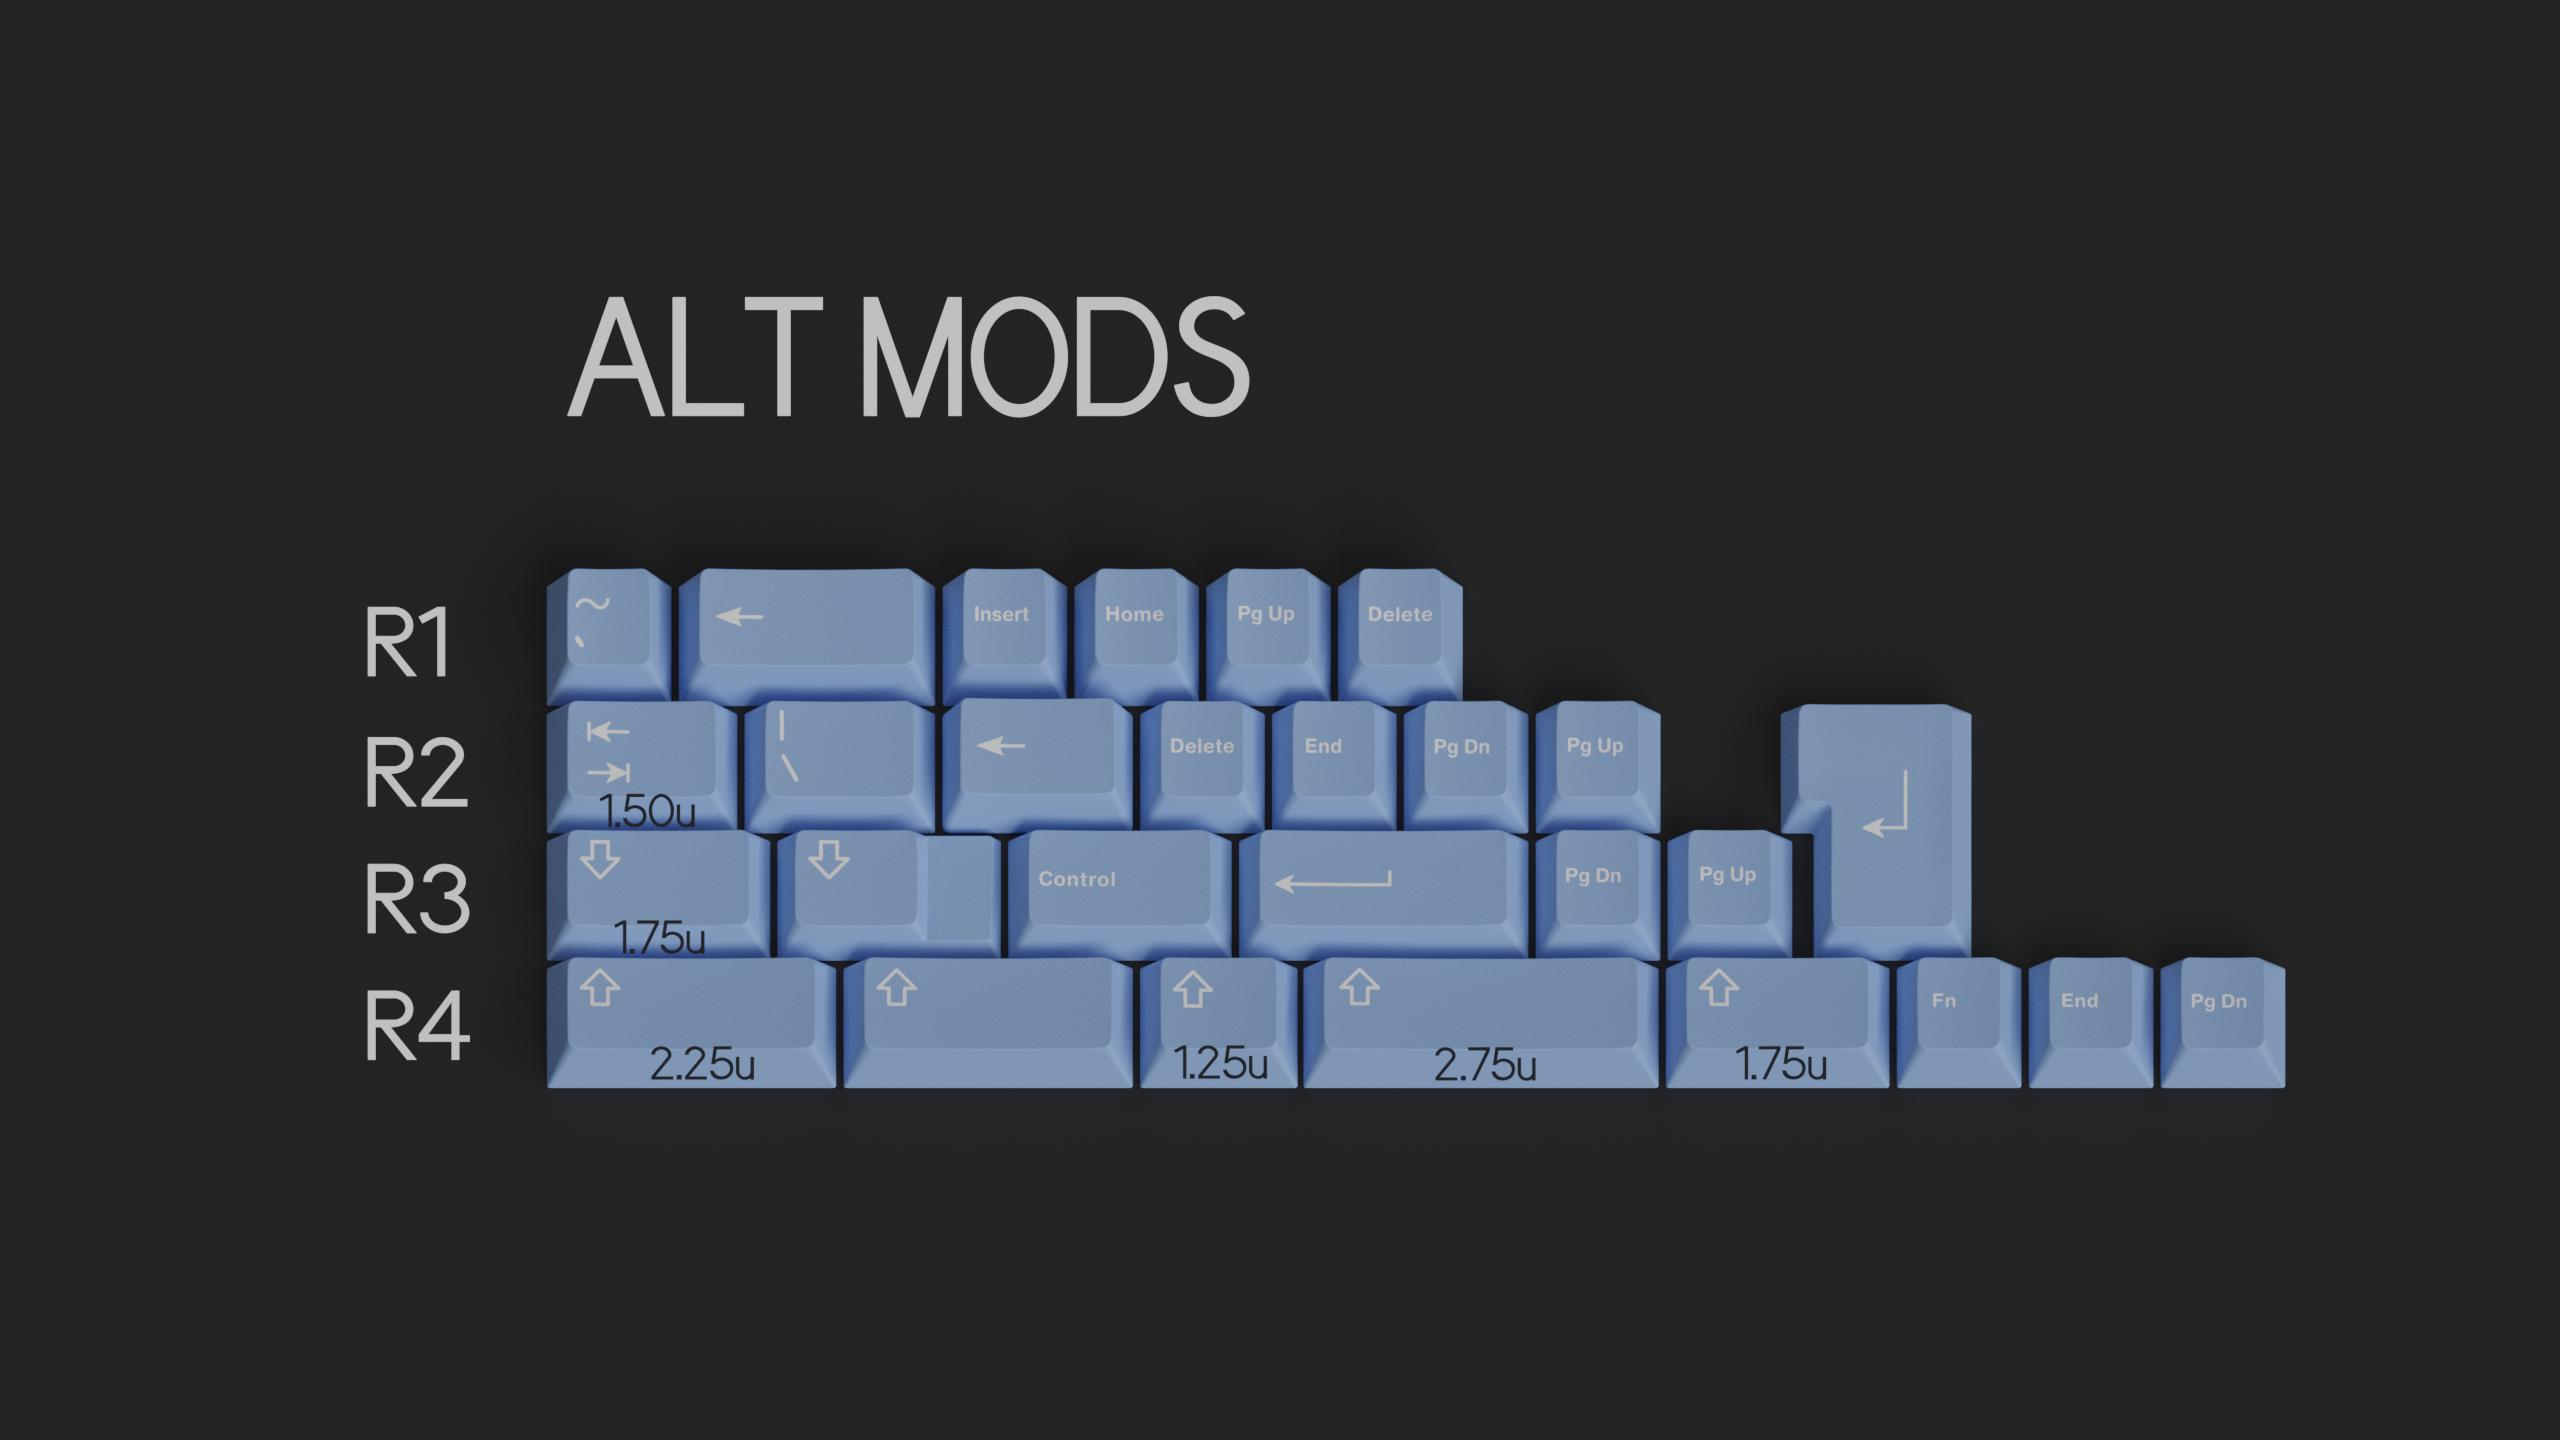 ALT MODS
R1
~ ` ← Insert Home Pg Up Delete
R2
⇤ ⇥ 1.50u | \ ← Delete End Pg Dn Pg Up
R3
⇩ 1.75u ⇩ Control ↵ Pg Dn Pg Up ↵
R4
⇧ 2.25u ⇧ ⇧ 1.25u ⇧ 2.75u ⇧ 1.75u Fn End Pg Dn